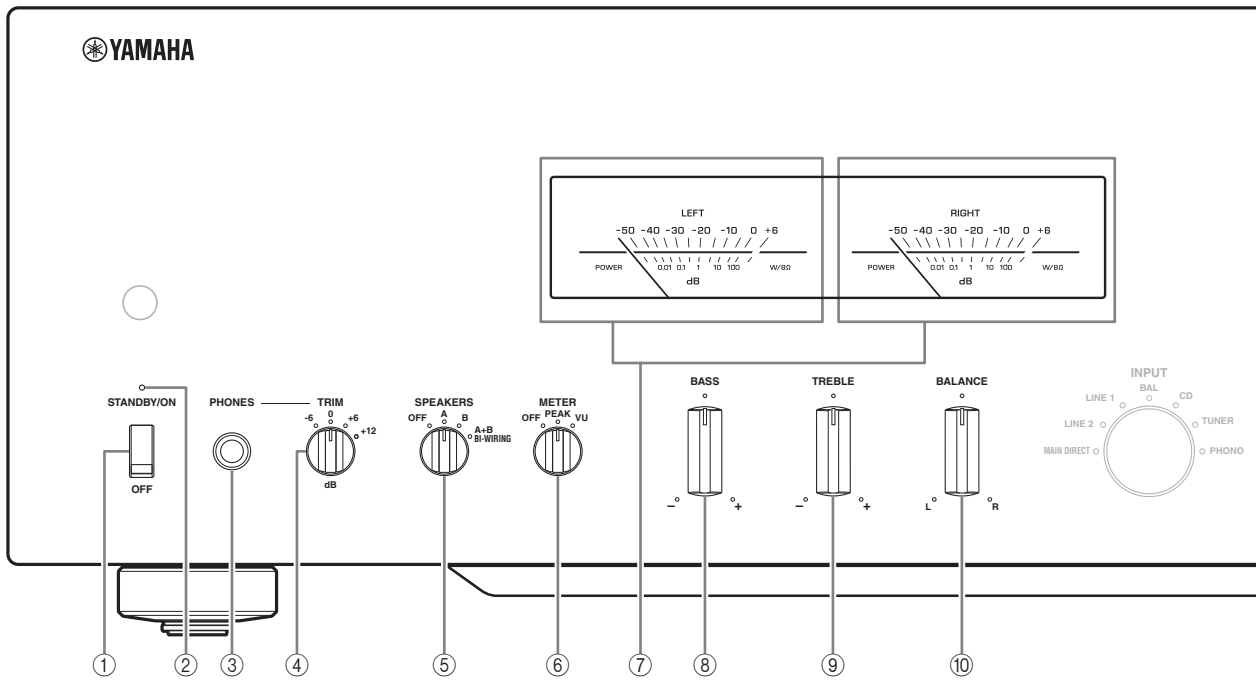 YAMAHA
LEFT
-50 -40 -30 -20 -10 0 +6
POWER 0.01 0.1 1 10 100 W/8Ω
dB
RIGHT
-50 -40 -30 -20 -10 0 +6
POWER 0.01 0.1 1 10 100 W/8Ω
dB
STANDBY/ON
OFF
PHONES
TRIM
-6 0 +6 +12
dB
SPEAKERS
OFF A B A+B
BI-WIRING
METER
OFF PEAK VU
BASS
– +
TREBLE
– +
BALANCE
L R
INPUT
BAL
LINE 1 CD
LINE 2 TUNER
MAIN DIRECT PHONO
① ② ③ ④ ⑤ ⑥ ⑦ ⑧ ⑨ ⑩